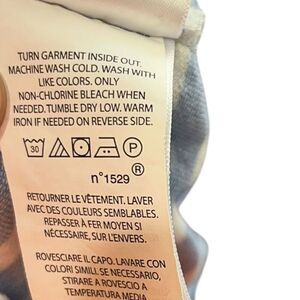 TURN GARMENT INSIDE OUT.
MACHINE WASH COLD. WASH WITH
LIKE COLORS. ONLY
NON-CHLORINE BLEACH WHEN
NEEDED. TUMBLE DRY LOW. WARM
IRON IF NEEDED ON REVERSE SIDE.
30 P
n°1529 ®
RETOURNER LE VÊTEMENT. LAVER
AVEC DES COULEURS SEMBLABLES.
REPASSER À FER MOYEN SI
NÉCESSAIRE, SUR L'ENVERS.
ROVESCIARE IL CAPO. LAVARE CON
COLORI SIMILI. SE NECESSARIO,
STIRARE A ROVESCIO A
TEMPERATURA MEDIA